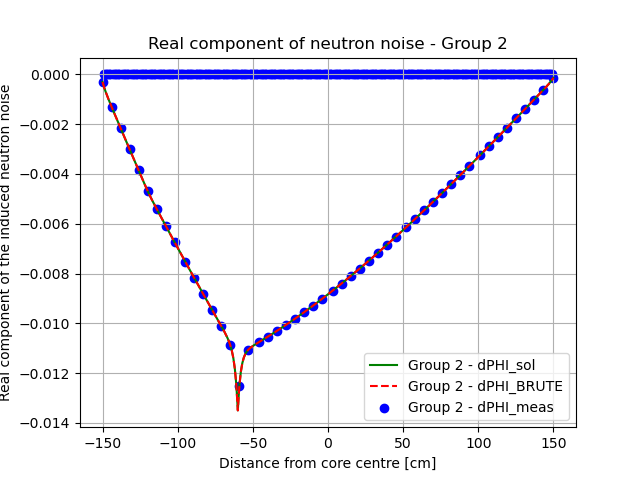 Real component of neutron noise - Group 2
Real component of the induced neutron noise
0.000
−0.002
−0.004
−0.006
−0.008
−0.010
−0.012
−0.014
Group 2 - dPHI_sol
Group 2 - dPHI_BRUTE
Group 2 - dPHI_meas
−150
−100
−50
0
50
100
150
Distance from core centre [cm]